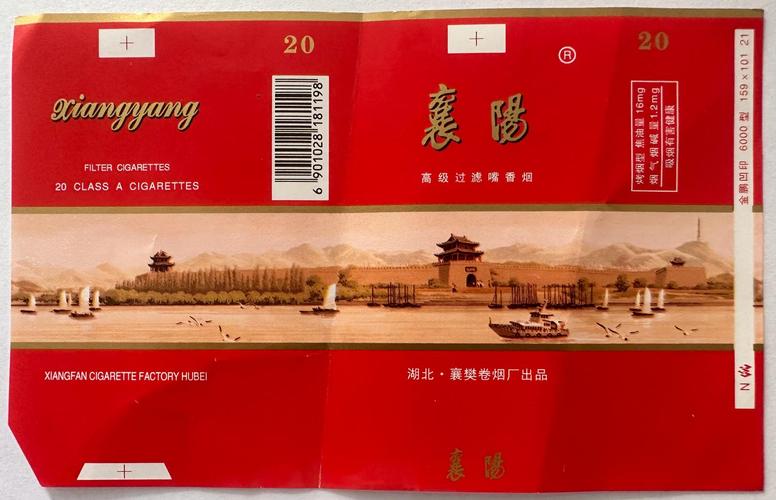 20
Xiangyang
FILTER CIGARETTES
20 CLASS A CIGARETTES
6 901028 181198
XIANGFAN CIGARETTE FACTORY HUBEI
襄陽
®
高级过滤嘴香烟
湖北·襄樊卷烟厂出品
襄陽
20
烤烟型 焦油量 16mg
烟气烟碱量 1.2mg
吸烟有害健康
金鹏凹印 6000 型 159×101 21
N